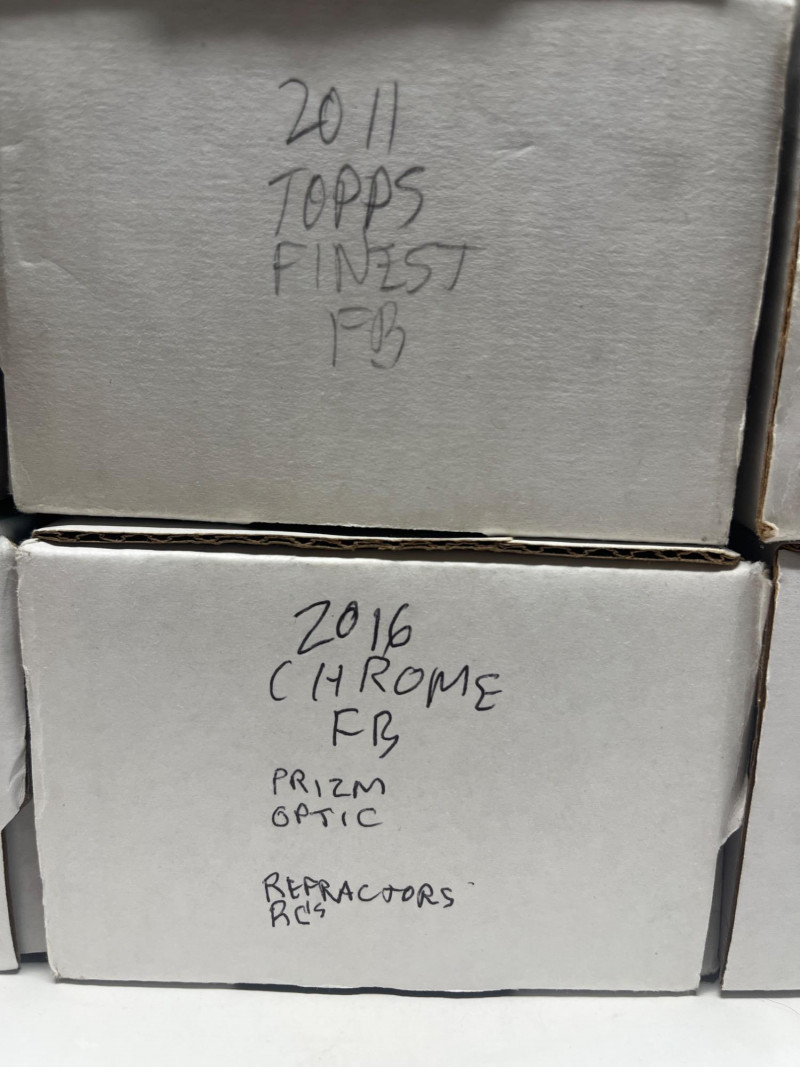 2011
TOPPS
FINEST
FB
2016
CHROME
FB
PRIZM
OPTIC
REFRACTORS
RC's